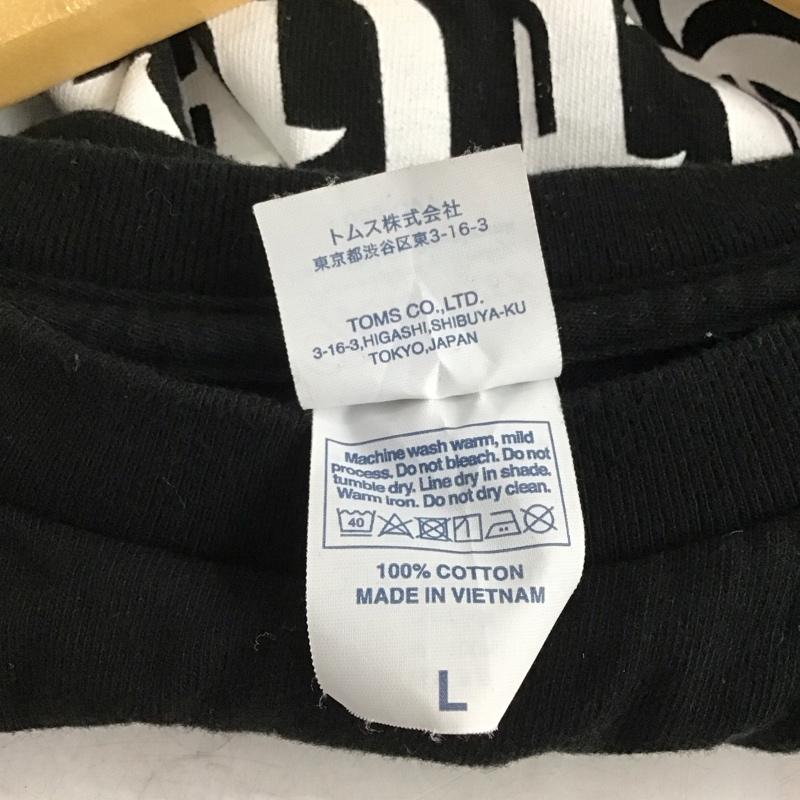 トムス株式会社
東京都渋谷区東3-16-3
TOMS CO.,LTD.
3-16-3,HIGASHI,SHIBUYA-KU
TOKYO,JAPAN
Machine wash warm, mild
process. Do not bleach. Do not
tumble dry. Line dry in shade.
Warm iron. Do not dry clean.
40
100% COTTON
MADE IN VIETNAM
L